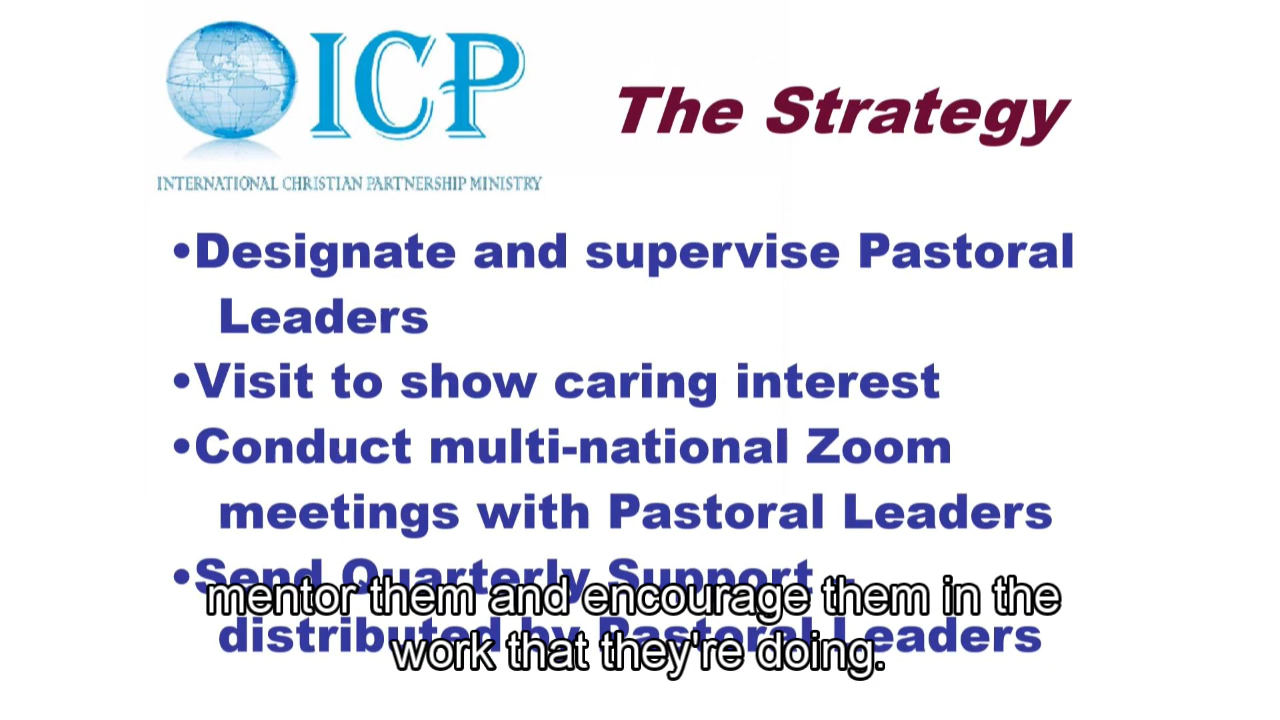 ICP
The Strategy
INTERNATIONAL CHRISTIAN PARTNERSHIP MINISTRY
•Designate and supervise Pastoral
Leaders
•Visit to show caring interest
•Conduct multi-national Zoom
meetings with Pastoral Leaders
•Send Quarterly Support -
distributed by Pastoral Leaders
mentor them and encourage them in the
work that they're doing.